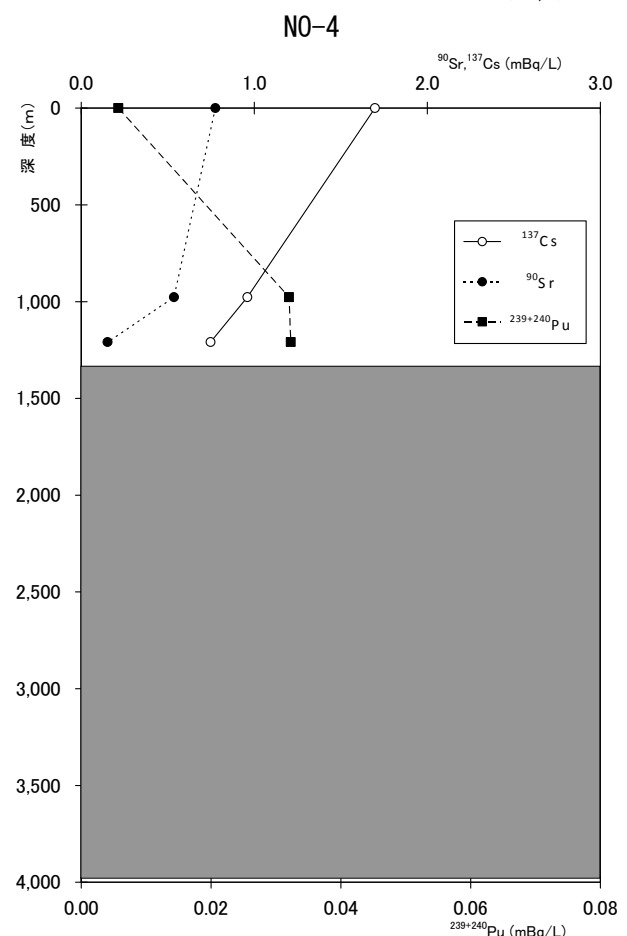 NO-4
⁹⁰Sr,¹³⁷Cs (mBq/L)
0.0 1.0 2.0 3.0
深 度(m)
0
500
1,000
1,500
2,000
2,500
3,000
3,500
4,000
¹³⁷Cs
⁹⁰Sr
²³⁹⁺²⁴⁰Pu
0.00 0.02 0.04 0.06 0.08
²³⁹⁺²⁴⁰Pu (mBq/L)